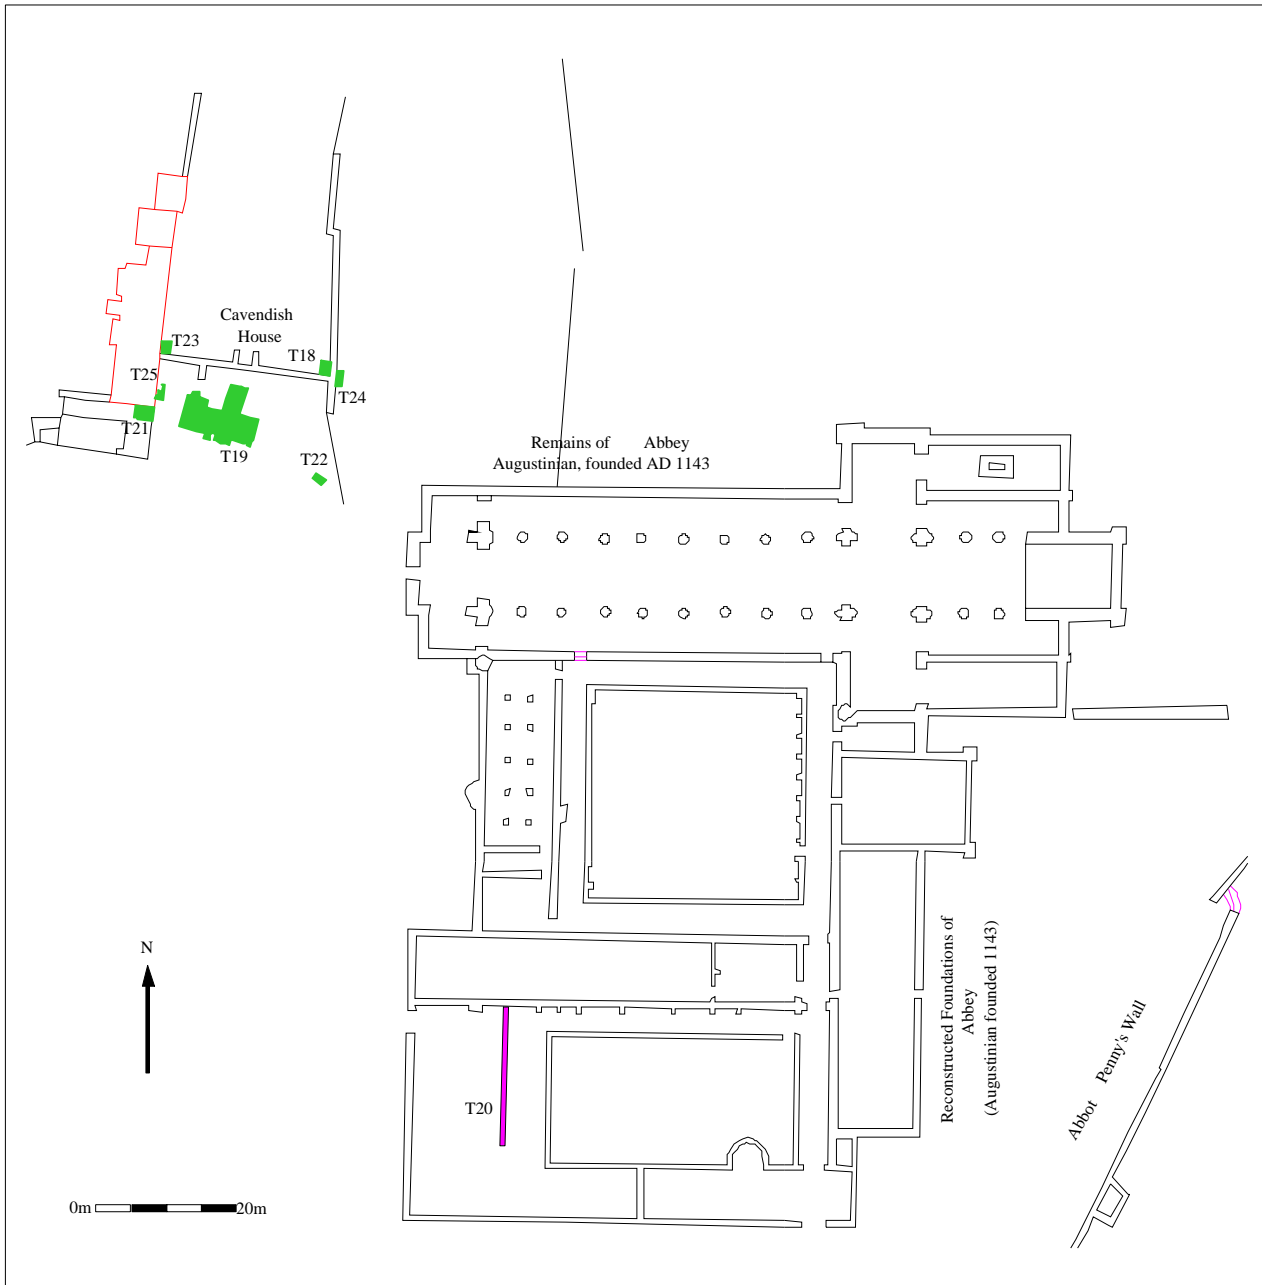 Cavendish
House
T23
T18
T25
T24
T21
T19
T22
Remains of Abbey
Augustinian, founded AD 1143
N
Reconstructed Foundations of
Abbey
(Augustinian founded 1143)
Abbot Penny's Wall
T20
0m 20m